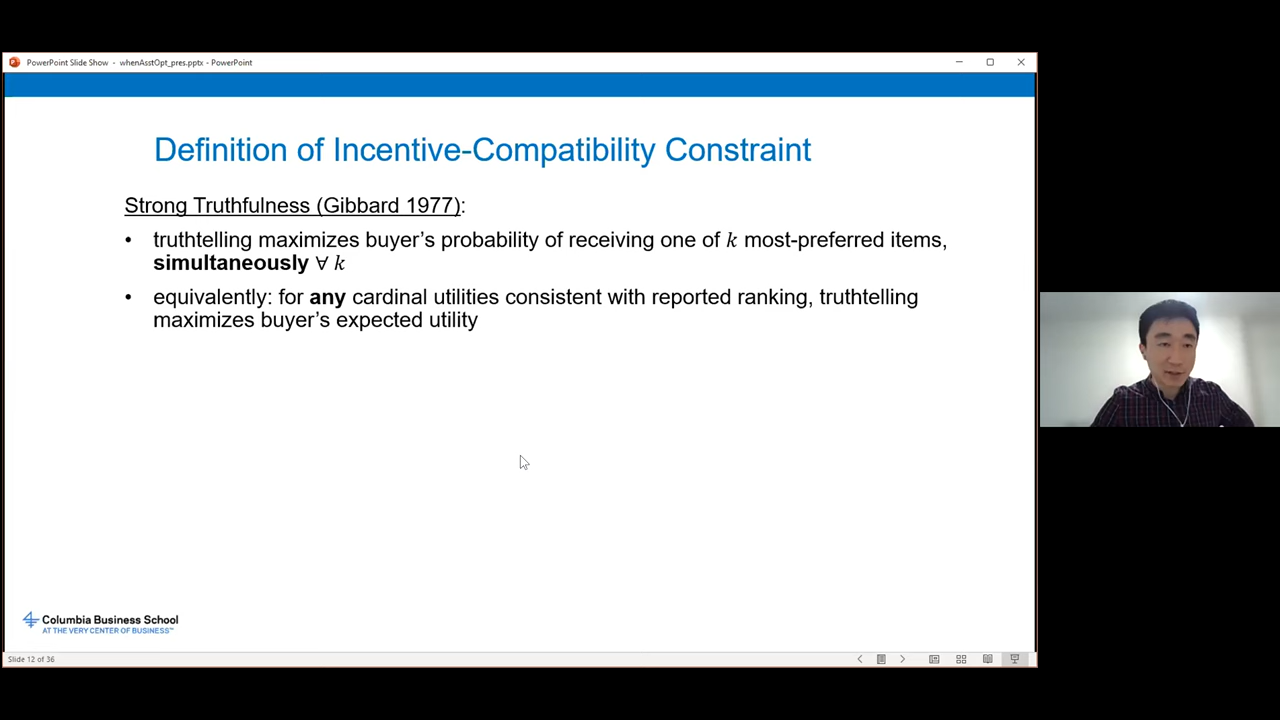 PowerPoint Slide Show - whenAsstOpt_pres.pptx - PowerPoint
Definition of Incentive-Compatibility Constraint
Strong Truthfulness (Gibbard 1977):
• truthtelling maximizes buyer’s probability of receiving one of k most-preferred items,
simultaneously ∀ k
• equivalently: for any cardinal utilities consistent with reported ranking, truthtelling
maximizes buyer’s expected utility
Columbia Business School
AT THE VERY CENTER OF BUSINESS™
Slide 12 of 36